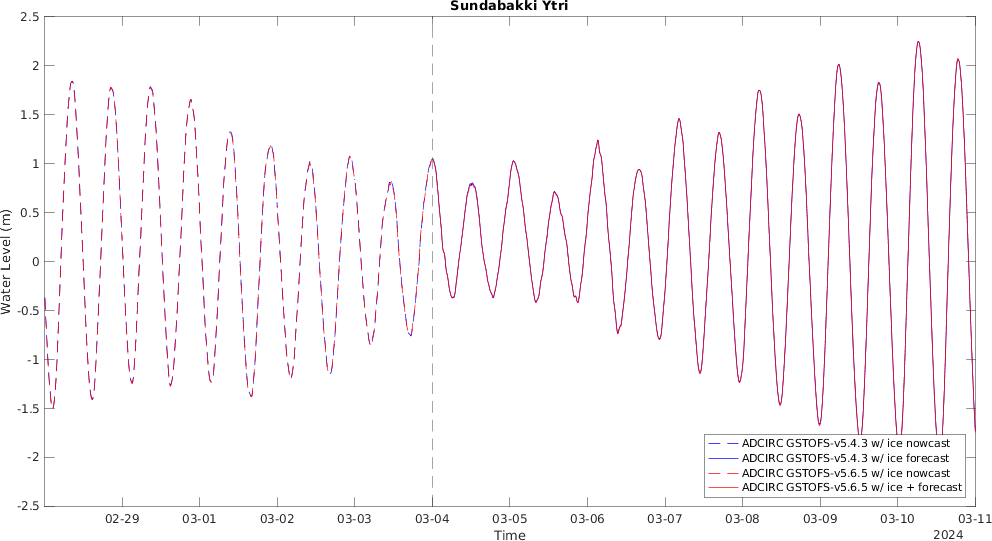 Sundabakki Ytri
2.5
2
1.5
1
0.5
0
-0.5
-1
-1.5
-2
-2.5
Water Level (m)
02-29 03-01 03-02 03-03 03-04 03-05 03-06 03-07 03-08 03-09 03-10 03-11
Time
2024
ADCIRC GSTOFS-v5.4.3 w/ ice nowcast
ADCIRC GSTOFS-v5.4.3 w/ ice forecast
ADCIRC GSTOFS-v5.6.5 w/ ice nowcast
ADCIRC GSTOFS-v5.6.5 w/ ice + forecast